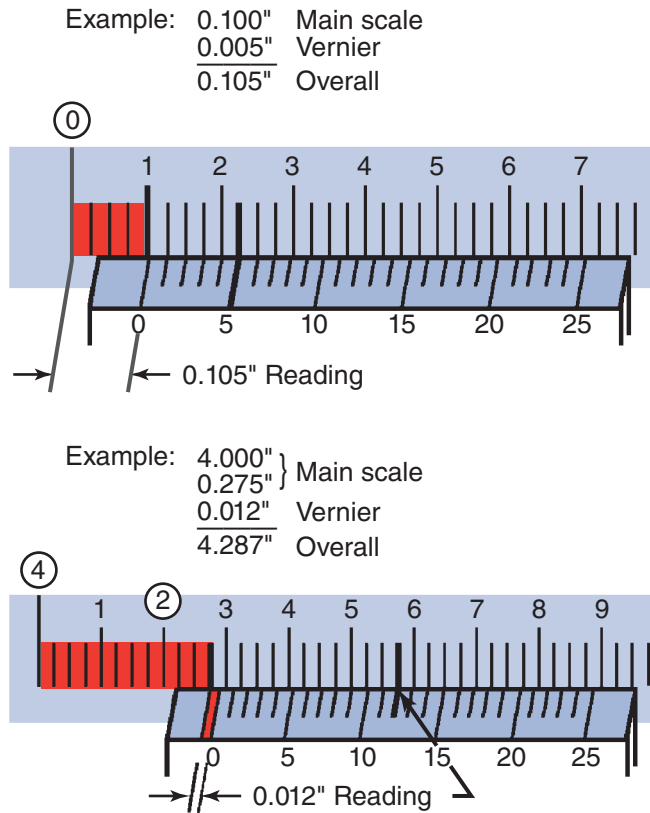 Example: 0.100" Main scale
0.005" Vernier
0.105" Overall
0
1 2 3 4 5 6 7
0 5 10 15 20 25
0.105" Reading
Example: 4.000"
0.275" } Main scale
0.012" Vernier
4.287" Overall
4
1 2 3 4 5 6 7 8 9
0 5 10 15 20 25
0.012" Reading